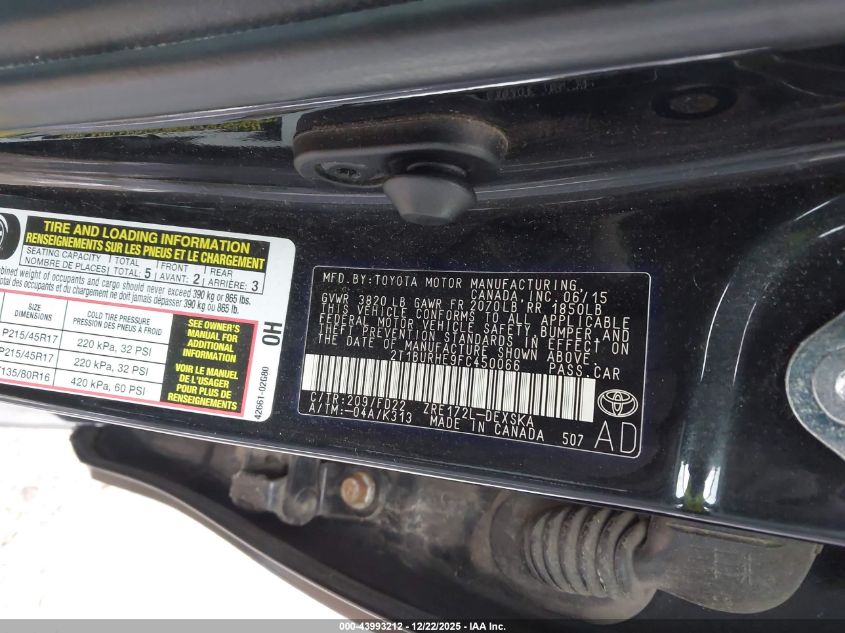 TIRE AND LOADING INFORMATION
RENSEIGNEMENTS SUR LES PNEUS ET LE CHARGEMENT
SEATING CAPACITY TOTAL FRONT REAR
NOMBRE DE PLACES TOTAL: 5 AVANT: 2 ARRIÈRE: 3
combined weight of occupants and cargo should never exceed 390 kg or 865 lbs.
total des occupants et du chargement ne doit jamais dépasser 390 kg or 865 lb.
SIZE COLD TIRE PRESSURE
DIMENSIONS PRESSION DES PNEUS À FROID
P215/45R17 220 kPa, 32 PSI
P215/45R17 220 kPa, 32 PSI
T135/80R16 420 kPa, 60 PSI
SEE OWNER'S
MANUAL FOR
ADDITIONAL
INFORMATION
VOIR LE MANUEL
DE L'USAGER
POUR PLUS DE
RENSEIGNEMENTS
H0
42661-02G80
MFD. BY: TOYOTA MOTOR MANUFACTURING,
CANADA, INC. 06/15
GVWR 3820 LB GAWR FR 2070LB RR 1850LB
THIS VEHICLE CONFORMS TO ALL APPLICABLE
FEDERAL MOTOR VEHICLE SAFETY, BUMPER, AND
THEFT PREVENTION STANDARDS IN EFFECT ON
THE DATE OF MANUFACTURE SHOWN ABOVE.
2T1BURHE9FC450066 PASS.CAR
C/TR: 209/FD22 ZRE172L-DEXSKA
A/TM: -04A/K313 MADE IN CANADA 507
AD
000-43993212 - 12/22/2025 - IAA Inc.